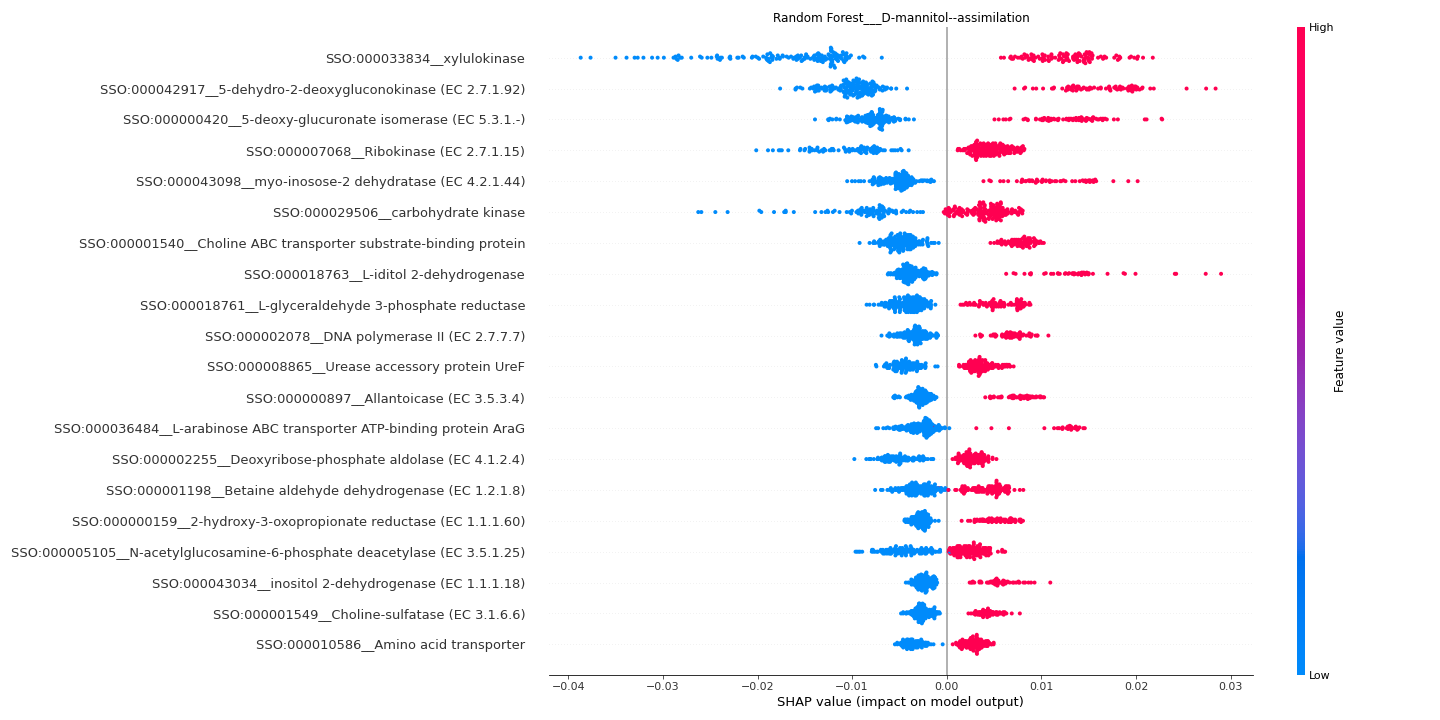 Random Forest___D-mannitol--assimilation
High
SSO:000033834__xylulokinase
SSO:000042917__5-dehydro-2-deoxygluconokinase (EC 2.7.1.92)
SSO:000000420__5-deoxy-glucuronate isomerase (EC 5.3.1.-)
SSO:000007068__Ribokinase (EC 2.7.1.15)
SSO:000043098__myo-inosose-2 dehydratase (EC 4.2.1.44)
SSO:000029506__carbohydrate kinase
SSO:000001540__Choline ABC transporter substrate-binding protein
SSO:000018763__L-iditol 2-dehydrogenase
SSO:000018761__L-glyceraldehyde 3-phosphate reductase
SSO:000002078__DNA polymerase II (EC 2.7.7.7)
SSO:000008865__Urease accessory protein UreF
SSO:000000897__Allantoicase (EC 3.5.3.4)
SSO:000036484__L-arabinose ABC transporter ATP-binding protein AraG
SSO:000002255__Deoxyribose-phosphate aldolase (EC 4.1.2.4)
SSO:000001198__Betaine aldehyde dehydrogenase (EC 1.2.1.8)
SSO:000000159__2-hydroxy-3-oxopropionate reductase (EC 1.1.1.60)
SSO:000005105__N-acetylglucosamine-6-phosphate deacetylase (EC 3.5.1.25)
SSO:000043034__inositol 2-dehydrogenase (EC 1.1.1.18)
SSO:000001549__Choline-sulfatase (EC 3.1.6.6)
SSO:000010586__Amino acid transporter
Feature value
Low
−0.04 −0.03 −0.02 −0.01 0.00 0.01 0.02 0.03
SHAP value (impact on model output)